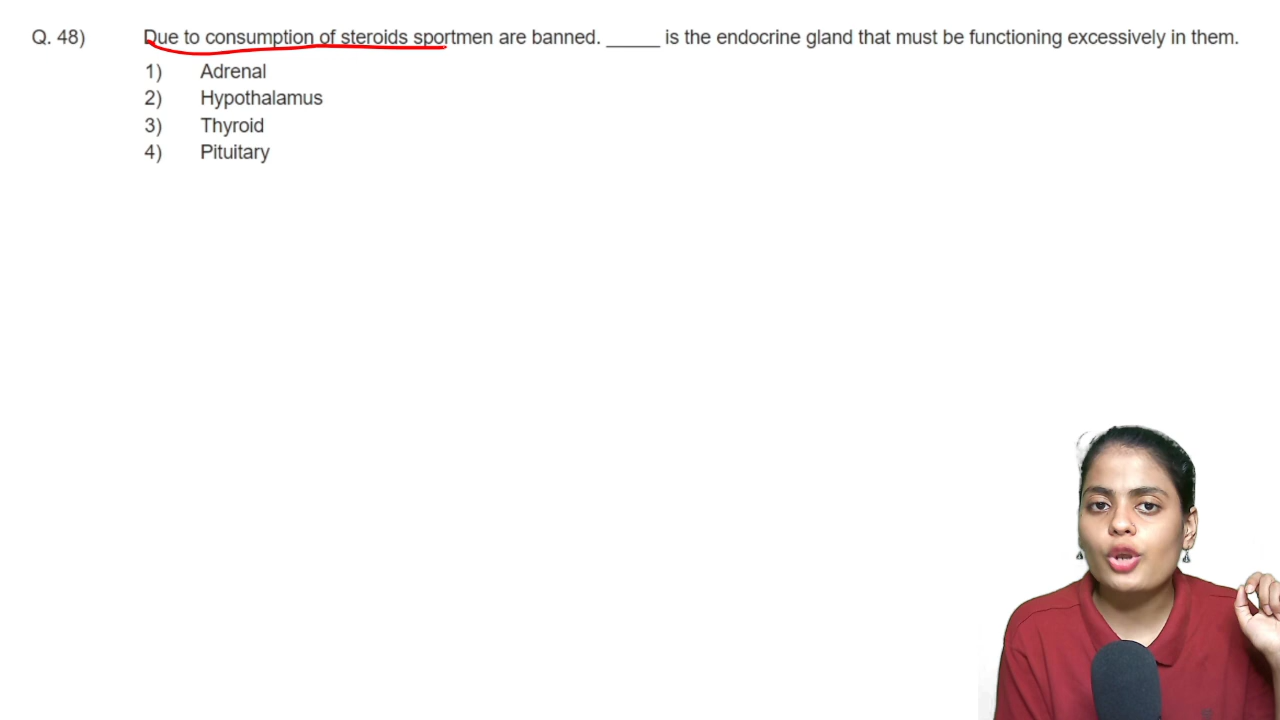 Q. 48) Due to consumption of steroids sportmen are banned. _____ is the endocrine gland that must be functioning excessively in them.
1) Adrenal
2) Hypothalamus
3) Thyroid
4) Pituitary